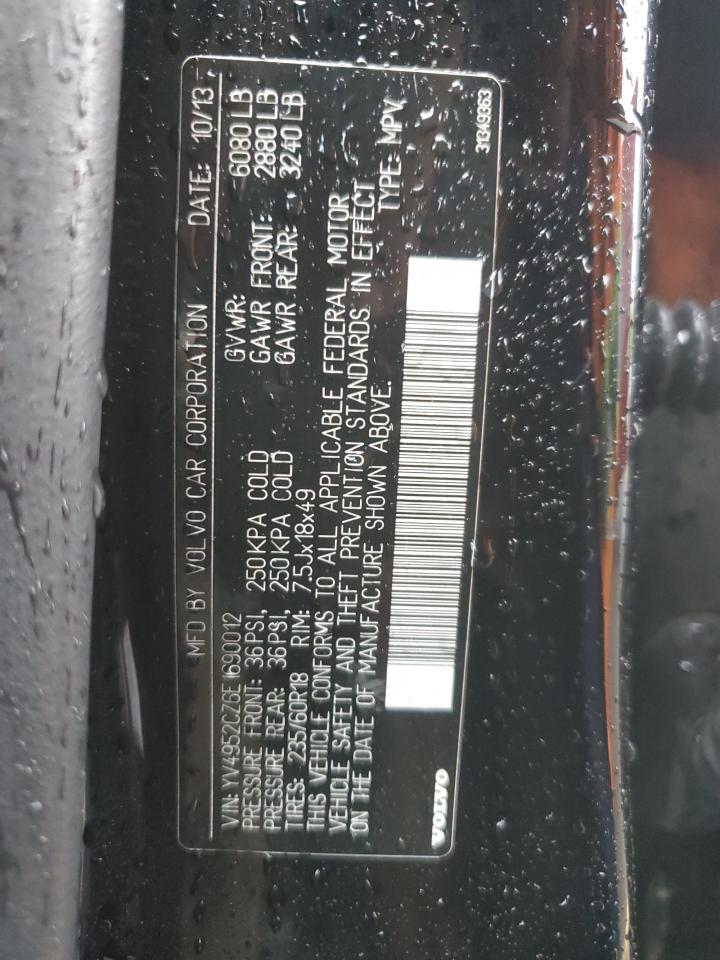 MFD BY VOLVO CAR CORPORATION DATE: 10/13
VIN: YV4952CZ6E1690012 GVWR: 6080 LB
PRESSURE FRONT: 36PSI, 250KPA COLD GAWR FRONT: 2880 LB
PRESSURE REAR: 36PSI, 250KPA COLD GAWR REAR: 3240 LB
TIRES: 235/60R18 RIM: 7.5Jx18x49
THIS VEHICLE CONFORMS TO ALL APPLICABLE FEDERAL MOTOR
VEHICLE SAFETY AND THEFT PREVENTION STANDARDS IN EFFECT
ON THE DATE OF MANUFACTURE SHOWN ABOVE. TYPE: MPV
VOLVO 31349363